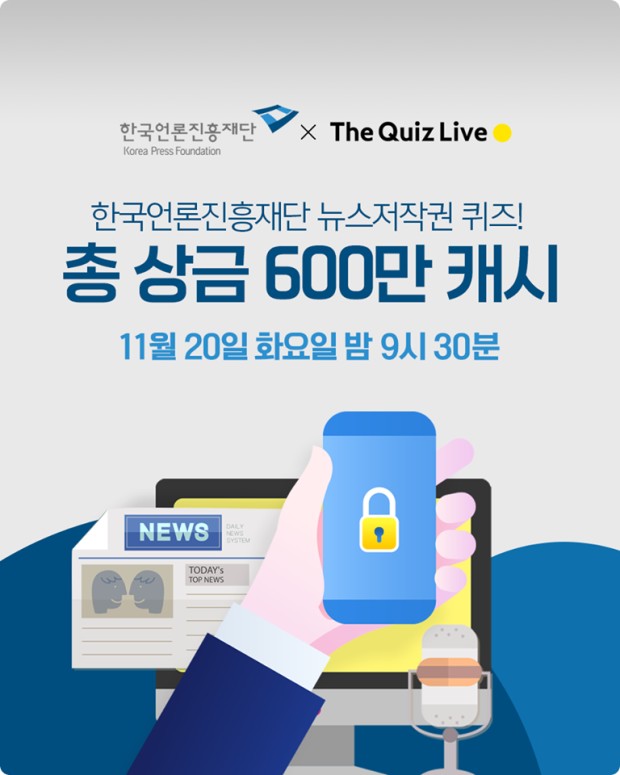 한국언론진흥재단
Korea Press Foundation
× The Quiz Live
한국언론진흥재단 뉴스저작권 퀴즈!
총 상금 600만 캐시
11월 20일 화요일 밤 9시 30분
NEWS
DAILY
NEWS
SYSTEM
TODAY's
TOP NEWS